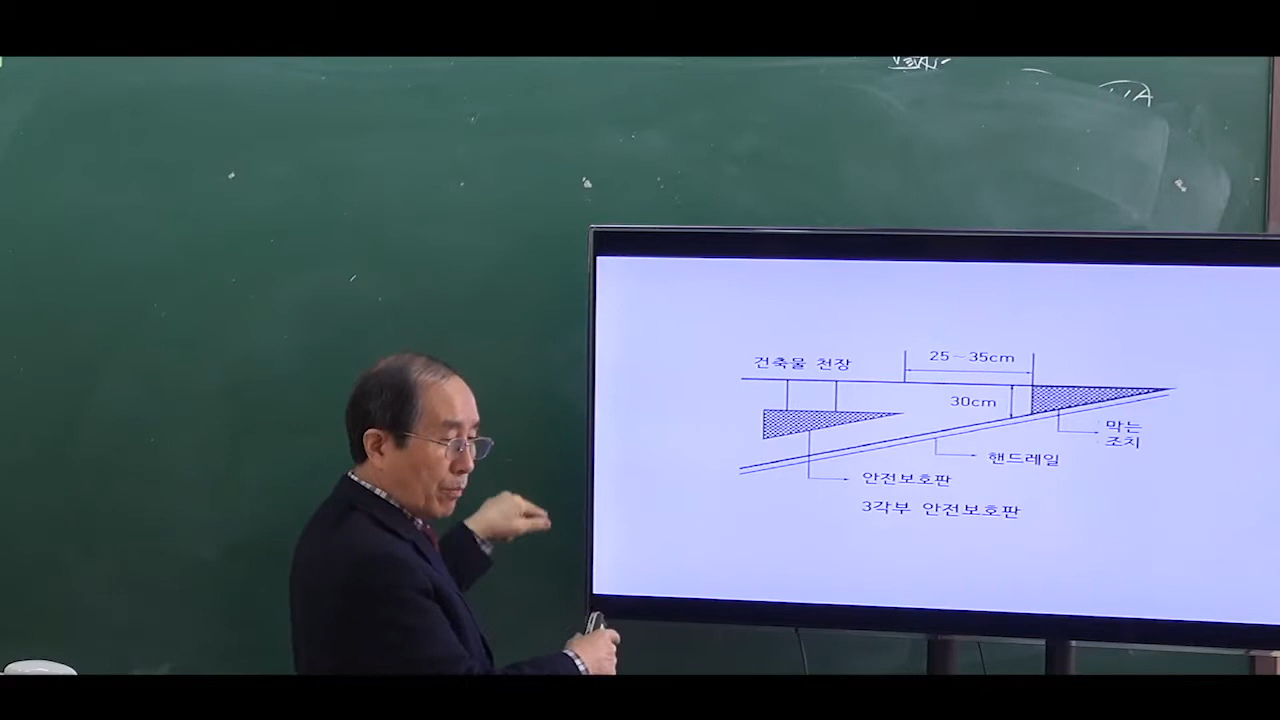 건축물 천장
25~35cm
30cm
막는
조치
핸드레일
안전보호판
3각부 안전보호판